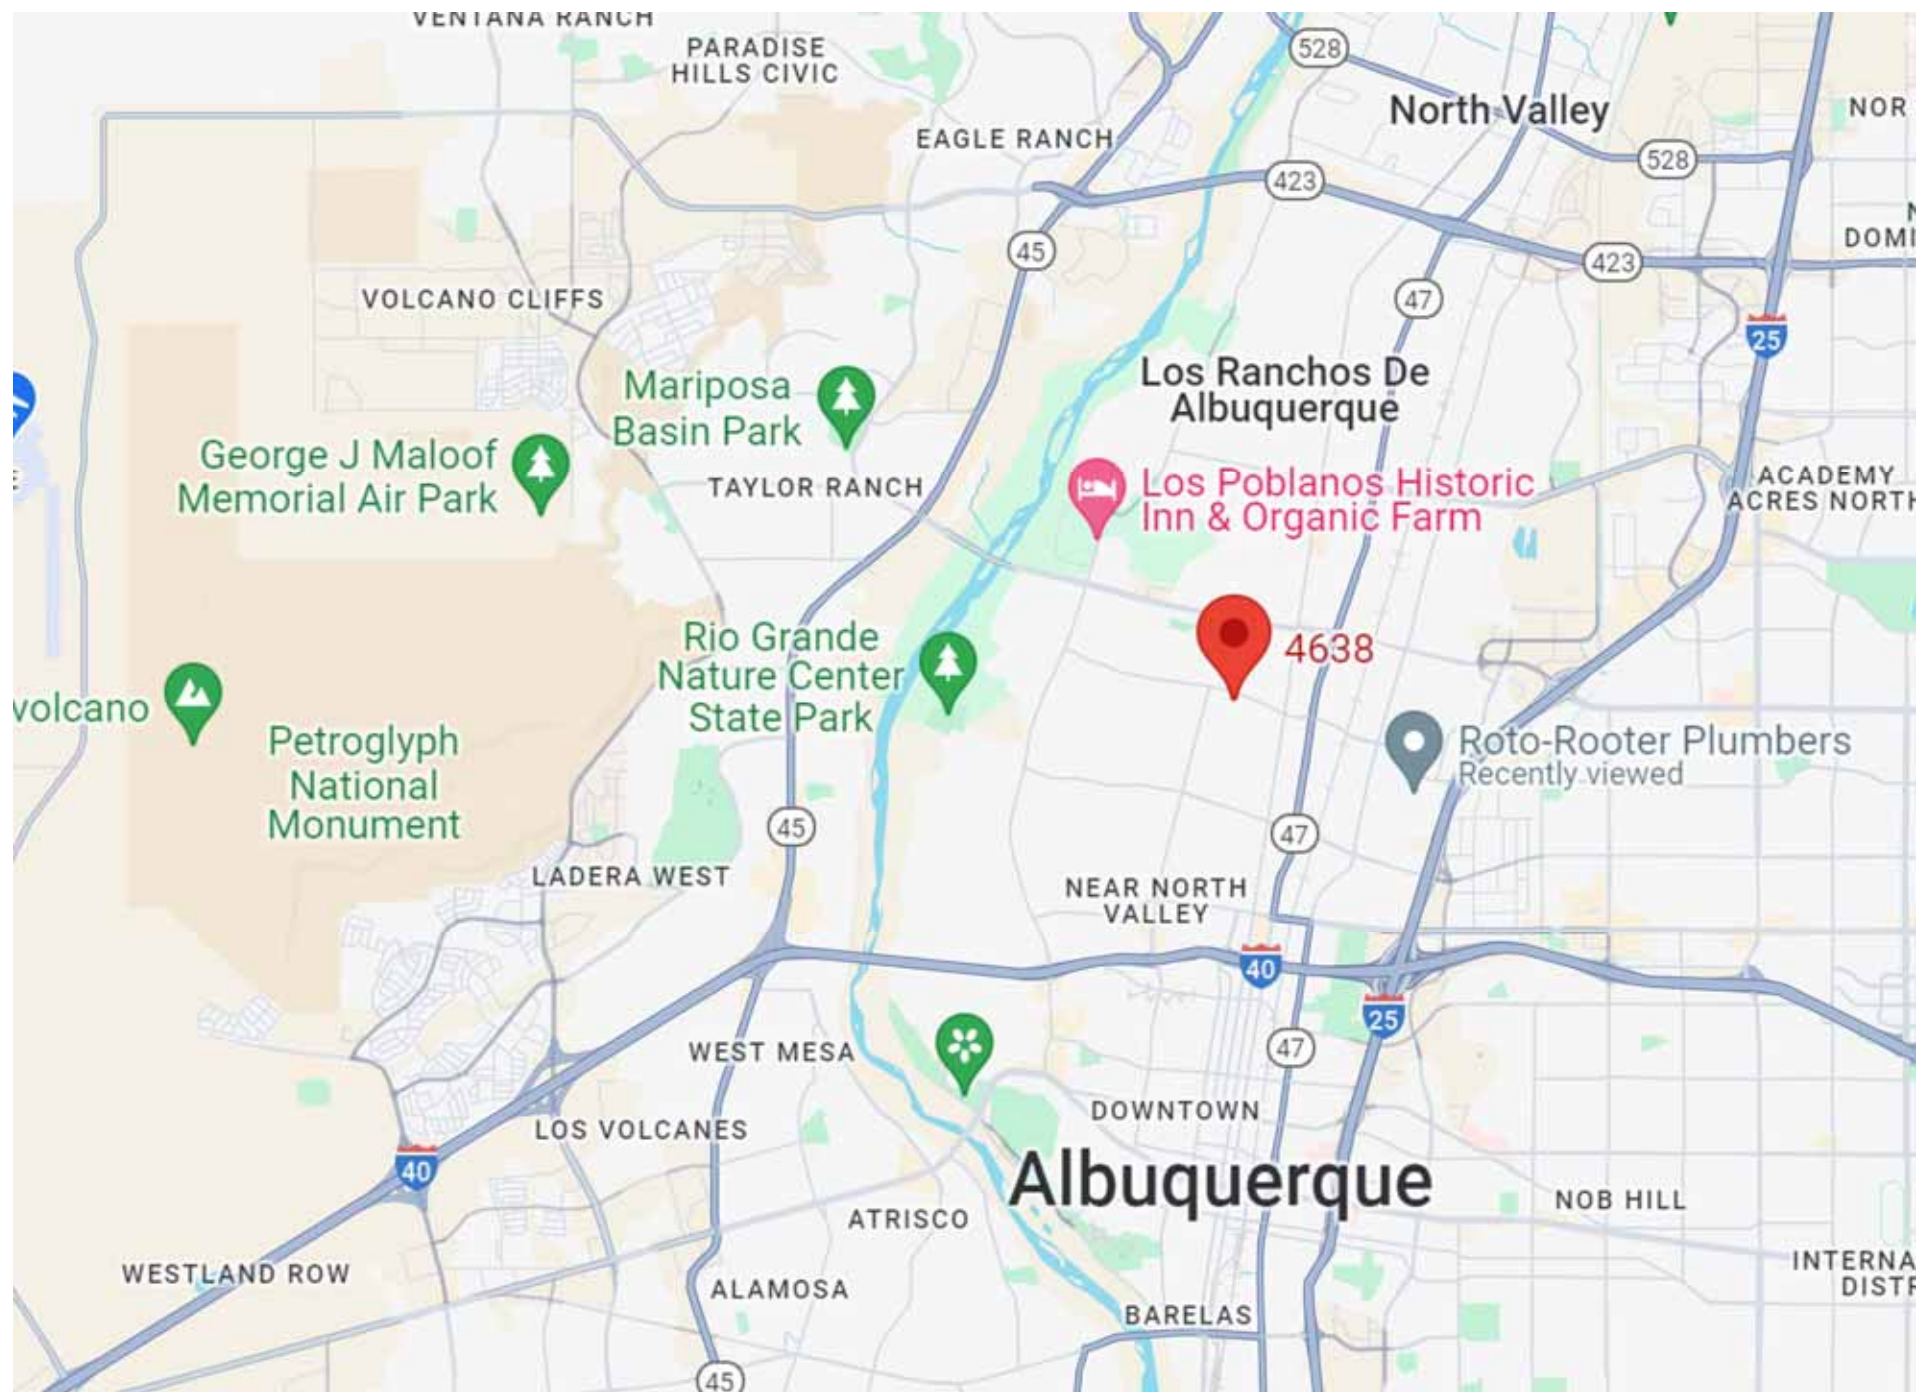 VENTANA RANCH
PARADISE
HILLS CIVIC
528
North Valley
NOR
EAGLE RANCH
528
423
45
423
DOMI
VOLCANO CLIFFS
47
25
Mariposa
Basin Park
Los Ranchos De
Albuquerque
George J Maloof
Memorial Air Park
TAYLOR RANCH
Los Poblanos Historic
Inn & Organic Farm
ACADEMY
ACRES NORTH
Rio Grande
Nature Center
State Park
4638
volcano
Petroglyph
National
Monument
Roto-Rooter Plumbers
Recently viewed
45
47
LADERA WEST
NEAR NORTH
VALLEY
40
25
47
WEST MESA
DOWNTOWN
LOS VOLCANES
40
Albuquerque
NOB HILL
ATRISCO
WESTLAND ROW
ALAMOSA
INTERNA
DISTR
BARELAS
45